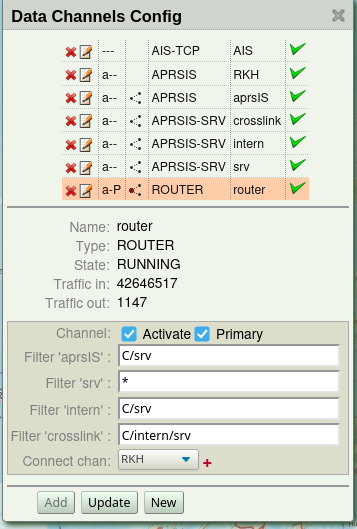 Data Channels Config
--- AIS-TCP AIS
a-- APRSIS RKH
a-- APRSIS aprsIS
a-- APRSIS-SRV crosslink
a-- APRSIS-SRV intern
a-- APRSIS-SRV srv
a-P ROUTER router
Name: router
Type: ROUTER
State: RUNNING
Traffic in: 42646517
Traffic out: 1147
Channel: Activate Primary
Filter 'aprsIS' : C/srv
Filter 'srv' : *
Filter 'intern' : C/srv
Filter 'crosslink' : C/intern/srv
Connect chan: RKH
Add Update New